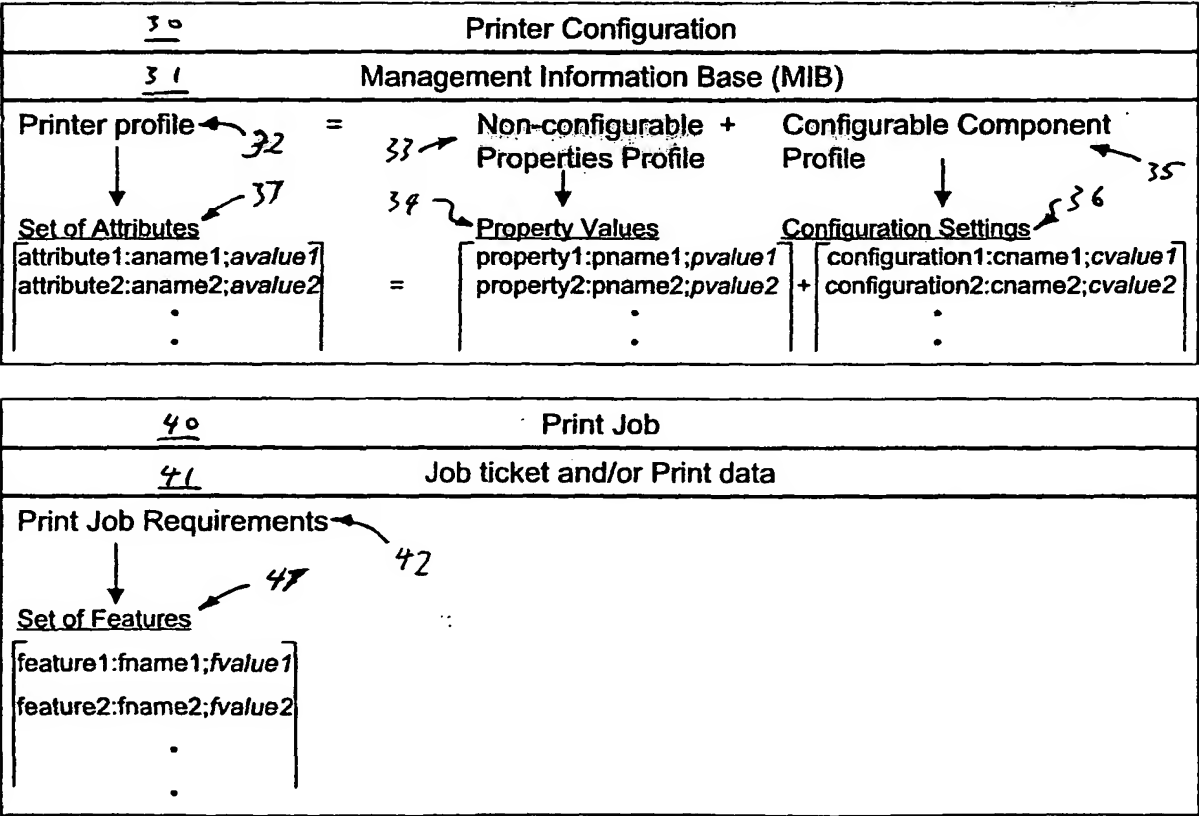 30 Printer Configuration
31 Management Information Base (MIB)
Printer profile 32 = 33 Non-configurable + Configurable Component
Properties Profile Profile 35
37 34 36
Set of Attributes Property Values Configuration Settings
attribute1:aname1;avalue1 property1:pname1;pvalue1 configuration1:cname1;cvalue1
attribute2:aname2;avalue2 = property2:pname2;pvalue2 + configuration2:cname2;cvalue2
40 Print Job
41 Job ticket and/or Print data
Print Job Requirements
42
47
Set of Features
feature1:fname1;fvalue1
feature2:fname2;fvalue2